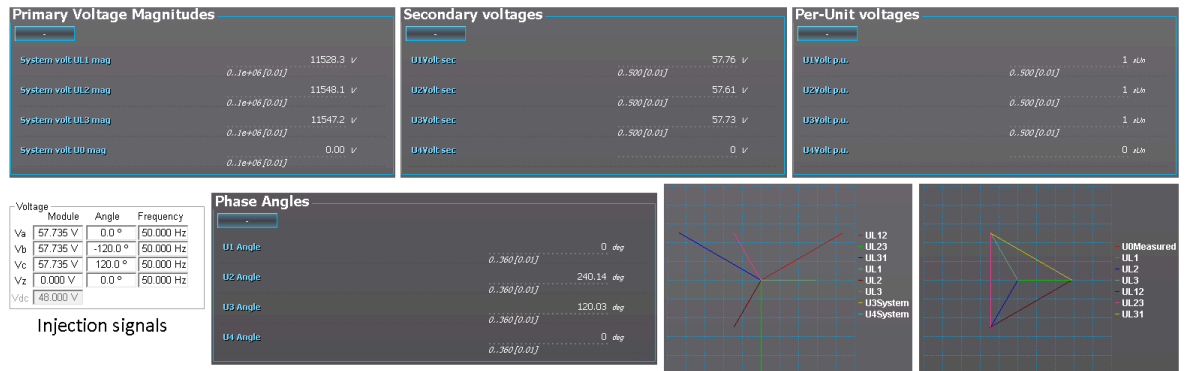 Primary Voltage Magnitudes
-
System volt UL1 mag 11528.3 V
0..1e+06 [0.01]
System volt UL2 mag 11548.1 V
0..1e+06 [0.01]
System volt UL3 mag 11547.2 V
0..1e+06 [0.01]
System volt U0 mag 0.00 V
0..1e+06 [0.01]
Secondary voltages
-
U1Volt sec 57.76 V
0..500 [0.01]
U2Volt sec 57.61 V
0..500 [0.01]
U3Volt sec 57.73 V
0..500 [0.01]
U4Volt sec 0 V
Per-Unit voltages
-
U1Volt p.u. 1 xUn
0..500 [0.01]
U2Volt p.u. 1 xUn
0..500 [0.01]
U3Volt p.u. 1 xUn
0..500 [0.01]
U4Volt p.u. 0 xUn
Voltage
Module Angle Frequency
Va 57.735 V 0.0 º 50.000 Hz
Vb 57.735 V -120.0 º 50.000 Hz
Vc 57.735 V 120.0 º 50.000 Hz
Vz 0.000 V 0.0 º 50.000 Hz
Vdc 48.000 V
Injection signals
Phase Angles
-
U1 Angle 0 deg
0..360 [0.01]
U2 Angle 240.14 deg
0..360 [0.01]
U3 Angle 120.03 deg
0..360 [0.01]
U4 Angle 0 deg
0..360 [0.01]
UL12
UL23
UL31
UL1
UL2
UL3
U3System
U4System
U0Measured
UL1
UL2
UL3
UL12
UL23
UL31